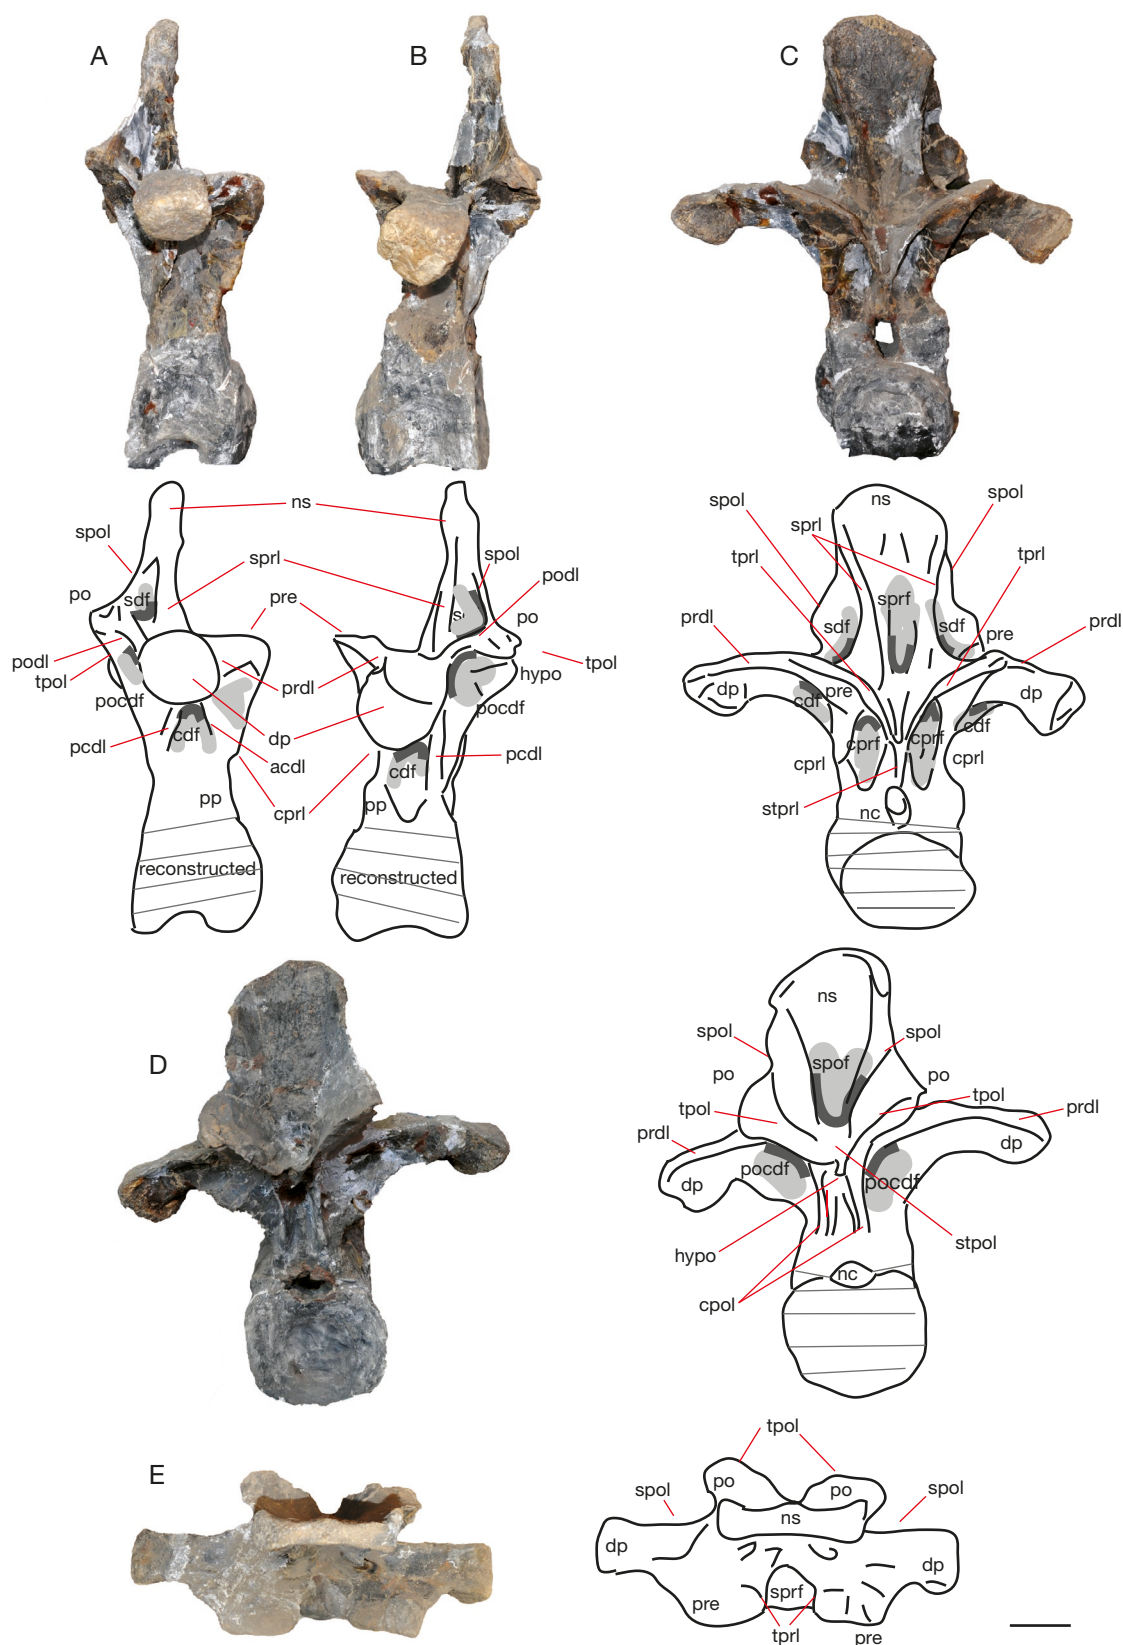 A
B
C
ns
spol
sprl
po
sdf
pre
podl
tpol
pocdf
prdl
pcdl
cdf
dp
acdl
pp
cprl
reconstructed
spol
podl
po
tpol
hypo
pocdf
pcdl
cdf
pp
reconstructed
spol
ns
spol
sprl
tprl
tprl
prdl
sprf
sdf
sdf
pre
prdl
dp
cdf
pre
cdf
dp
cprf
cprf
cprl
cprl
stprl
nc
D
ns
spol
spol
spof
po
po
tpol
tpol
prdl
prdl
pocdf
dp
dp
pocdf
hypo
stpol
nc
cpol
E
tpol
spol
po
po
spol
ns
dp
dp
sprf
pre
tprl
pre